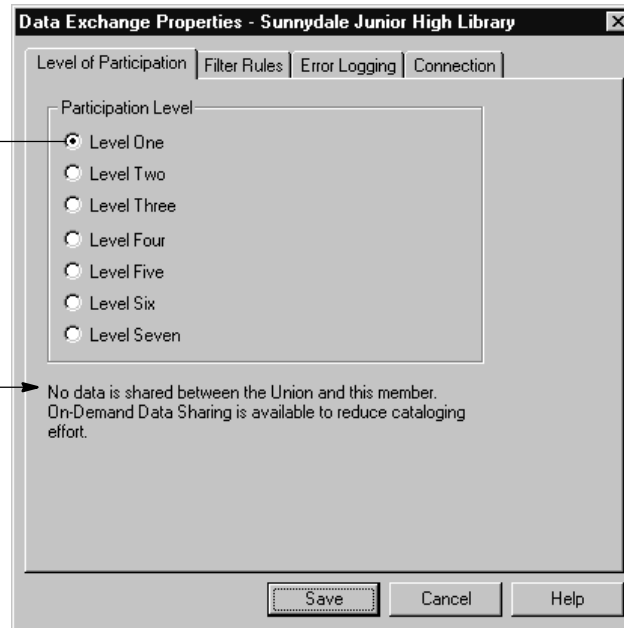 Data Exchange Properties - Sunnydale Junior High Library
Level of Participation
Filter Rules
Error Logging
Connection
Participation Level
Level One
Level Two
Level Three
Level Four
Level Five
Level Six
Level Seven
No data is shared between the Union and this member.
On-Demand Data Sharing is available to reduce cataloging
effort.
Save
Cancel
Help